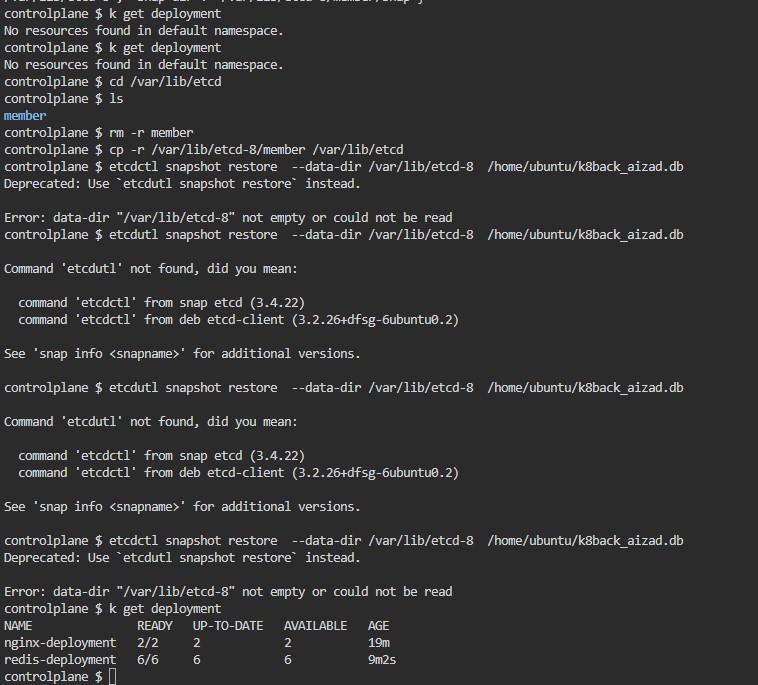 controlplane $ k get deployment
No resources found in default namespace.
controlplane $ k get deployment
No resources found in default namespace.
controlplane $ cd /var/lib/etcd
controlplane $ ls
member
controlplane $ rm -r member
controlplane $ cp -r /var/lib/etcd-8/member /var/lib/etcd
controlplane $ etcdctl snapshot restore  --data-dir /var/lib/etcd-8  /home/ubuntu/k8back_aizad.db
Deprecated: Use `etcdutl snapshot restore` instead.

Error: data-dir "/var/lib/etcd-8" not empty or could not be read
controlplane $ etcdutl snapshot restore  --data-dir /var/lib/etcd-8  /home/ubuntu/k8back_aizad.db

Command 'etcdutl' not found, did you mean:

  command 'etcdctl' from snap etcd (3.4.22)
  command 'etcdctl' from deb etcd-client (3.2.26+dfsg-6ubuntu0.2)

See 'snap info <snapname>' for additional versions.

controlplane $ etcdutl snapshot restore  --data-dir /var/lib/etcd-8  /home/ubuntu/k8back_aizad.db

Command 'etcdutl' not found, did you mean:

  command 'etcdctl' from snap etcd (3.4.22)
  command 'etcdctl' from deb etcd-client (3.2.26+dfsg-6ubuntu0.2)

See 'snap info <snapname>' for additional versions.

controlplane $ etcdctl snapshot restore  --data-dir /var/lib/etcd-8  /home/ubuntu/k8back_aizad.db
Deprecated: Use `etcdutl snapshot restore` instead.

Error: data-dir "/var/lib/etcd-8" not empty or could not be read
controlplane $ k get deployment
NAME               READY   UP-TO-DATE   AVAILABLE   AGE
nginx-deployment   2/2     2            2           19m
redis-deployment   6/6     6            6           9m2s
controlplane $